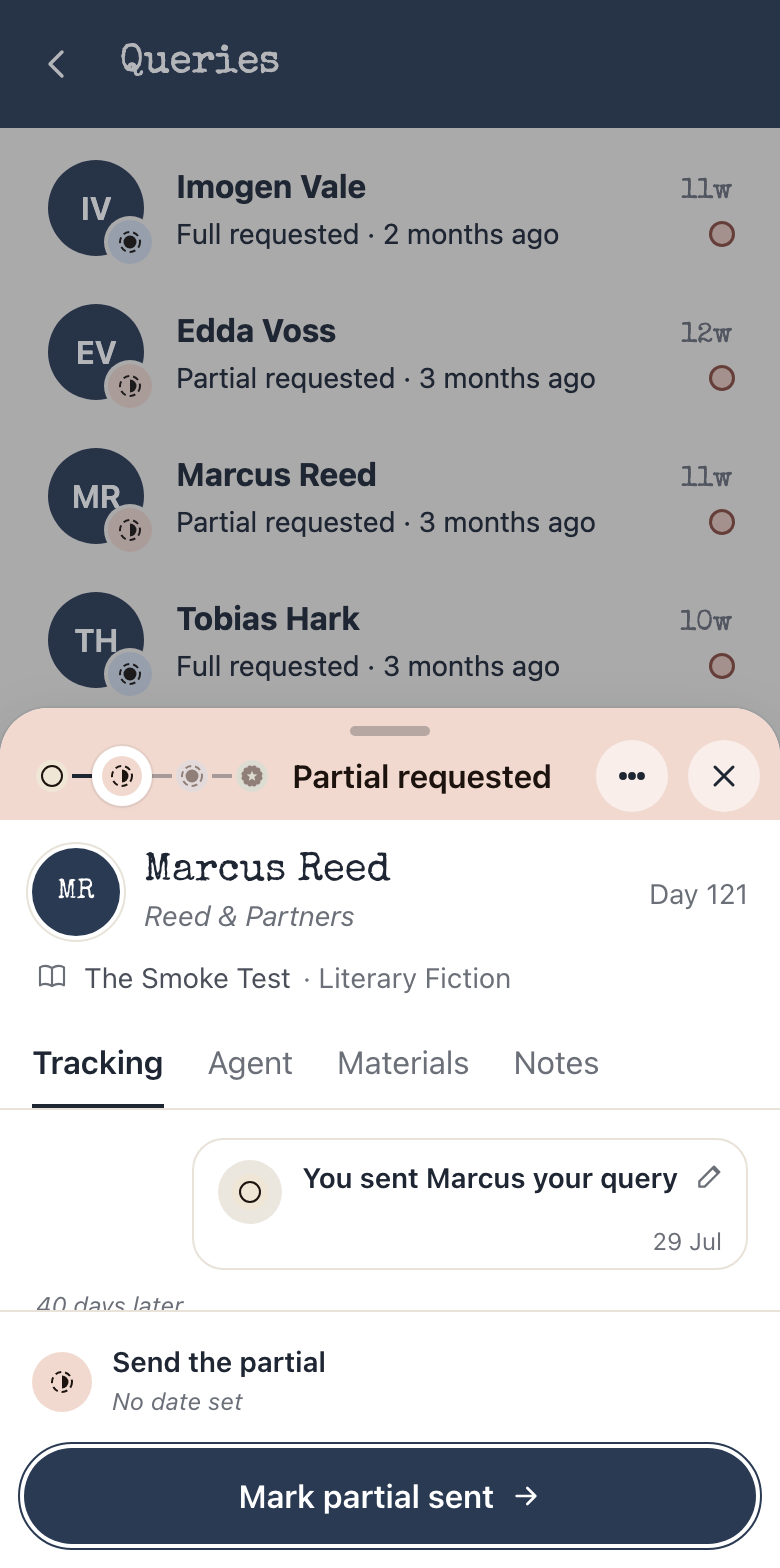 Queries
IV
Imogen Vale
11w
Full requested · 2 months ago
EV
Edda Voss
12w
Partial requested · 3 months ago
MR
Marcus Reed
11w
Partial requested · 3 months ago
TH
Tobias Hark
10w
Full requested · 3 months ago
Partial requested
MR
Marcus Reed
Reed & Partners
Day 121
The Smoke Test · Literary Fiction
Tracking Agent Materials Notes
You sent Marcus your query
29 Jul
40 days later
Send the partial
No date set
Mark partial sent →